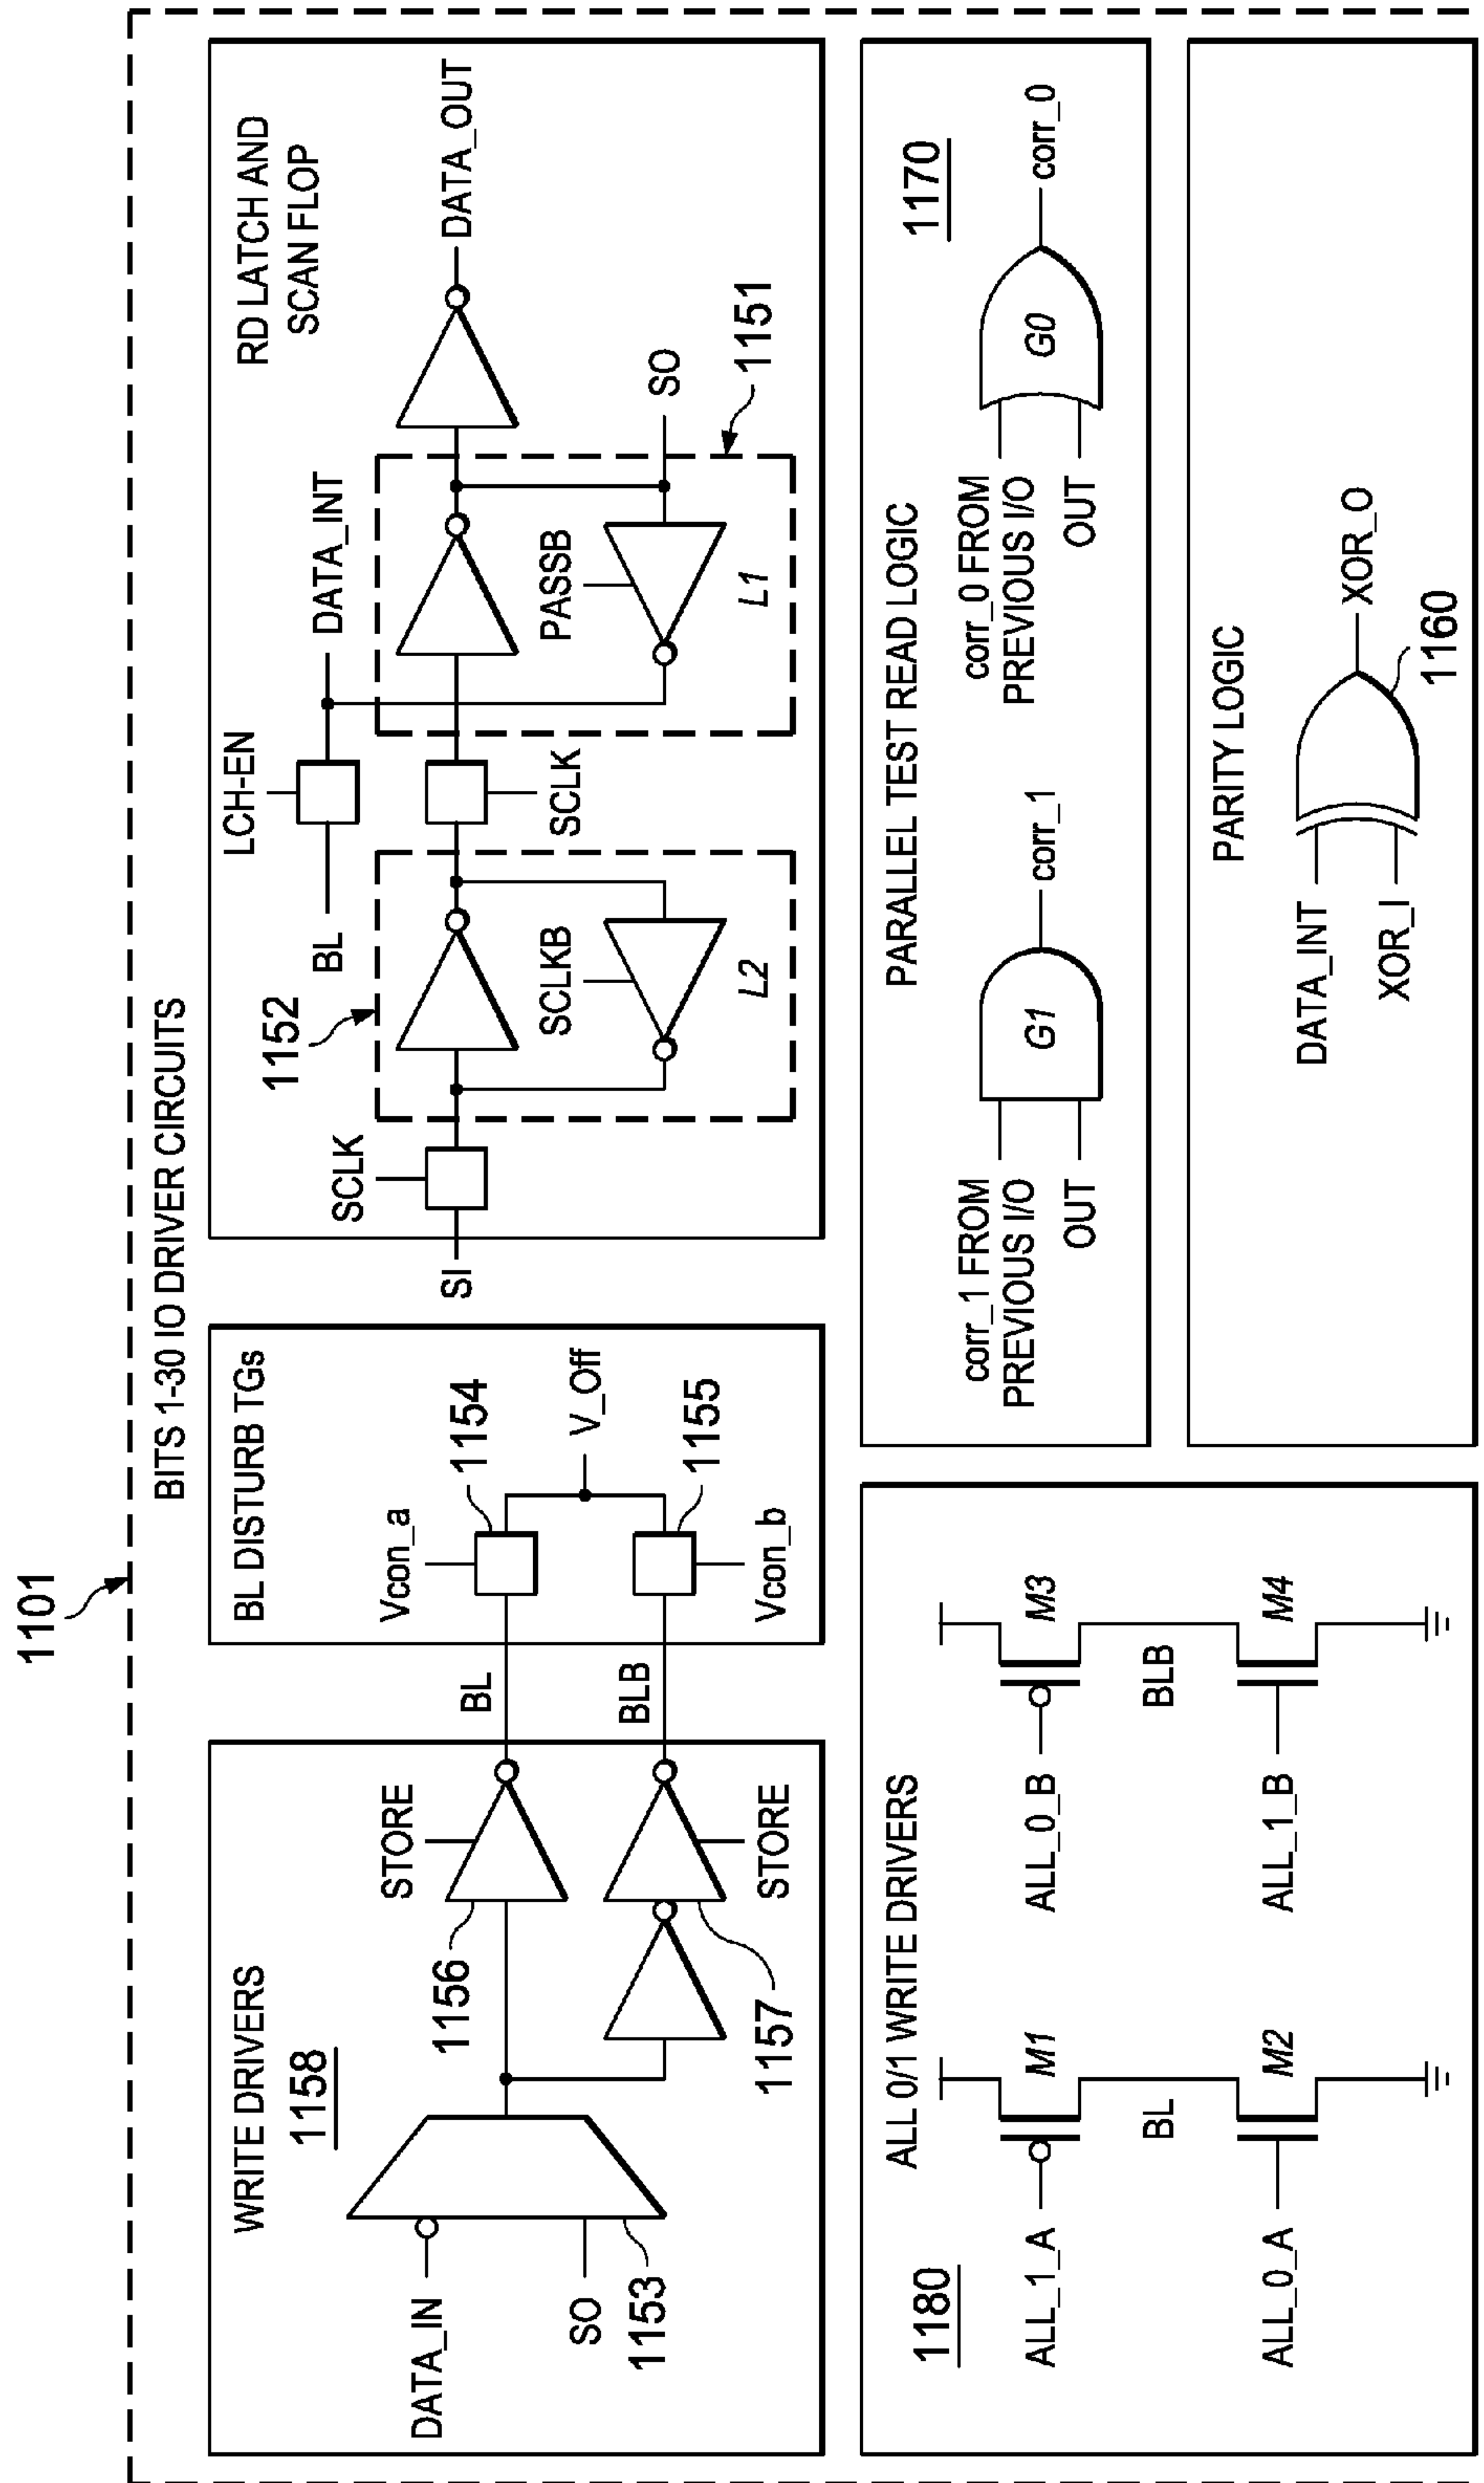 1101
BITS 1-30 IO DRIVER CIRCUITS
WRITE DRIVERS
1158
DATA_IN
SO
1153
1156
STORE
1157
STORE
BL
BLB
BL DISTURB TGs
Vcon_a
1154
V_Off
1155
Vcon_b
RD LATCH AND
SCAN FLOP
SI
SCLK
1152
SCLKB
L2
BL
LCH-EN
SCLK
DATA_INT
PASSB
L1
SO
1151
DATA_OUT
ALL 0/1 WRITE DRIVERS
1180
ALL_1_A
M1
BL
ALL_0_A
M2
ALL_0_B
M3
BLB
ALL_1_B
M4
PARALLEL TEST READ LOGIC
1170
corr_1 FROM
PREVIOUS I/O
OUT
G1
corr_1
corr_0 FROM
PREVIOUS I/O
OUT
G0
corr_0
PARITY LOGIC
DATA_INT
XOR_I
XOR_O
1160